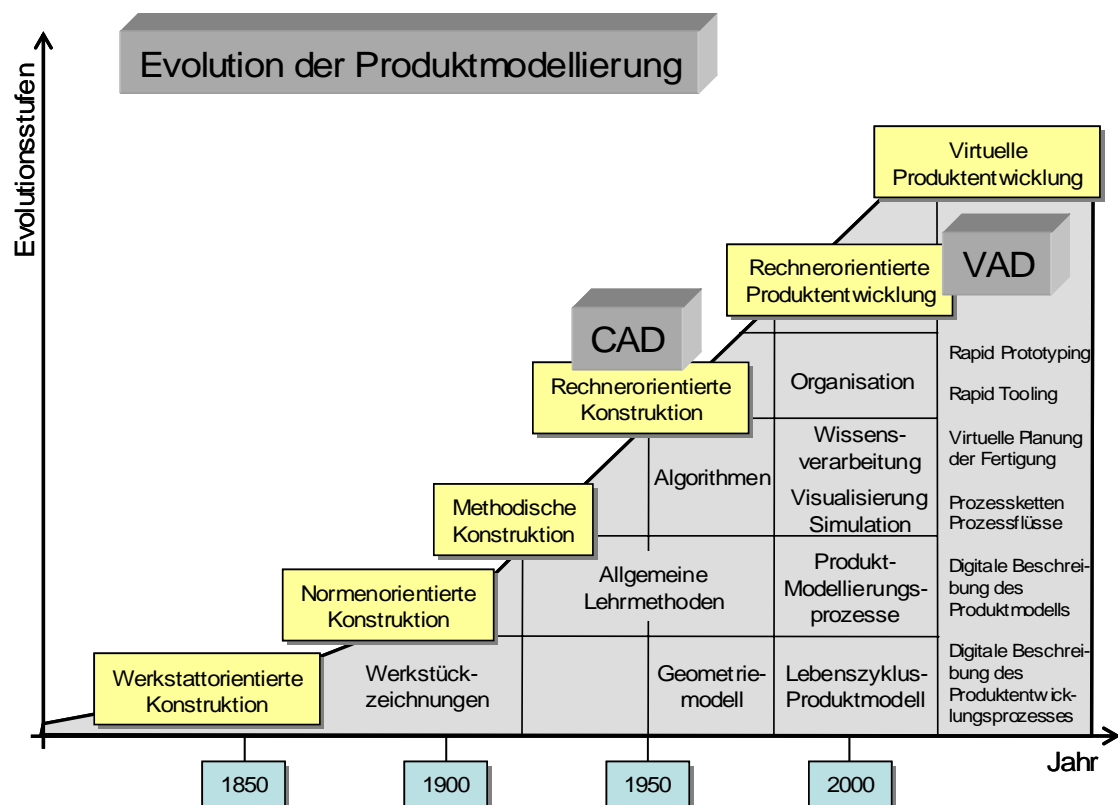 Evolution der Produktmodellierung
Evolutionsstufen
Virtuelle
Produktentwicklung
VAD
Rechnerorientierte
Produktentwicklung
CAD
Rechnerorientierte
Konstruktion
Methodische
Konstruktion
Normenorientierte
Konstruktion
Werkstattorientierte
Konstruktion
Werkstück-
zeichnungen
Allgemeine
Lehrmethoden
Algorithmen
Geometrie-
modell
Organisation
Wissens-
verarbeitung
Visualisierung
Simulation
Produkt-
Modellierungs-
prozesse
Lebenszyklus-
Produktmodell
Rapid Prototyping
Rapid Tooling
Virtuelle Planung
der Fertigung
Prozessketten
Prozessflüsse
Digitale Beschrei-
bung des
Produktmodells
Digitale Beschrei-
bung des
Produktentwick-
lungsprozesses
1850
1900
1950
2000
Jahr